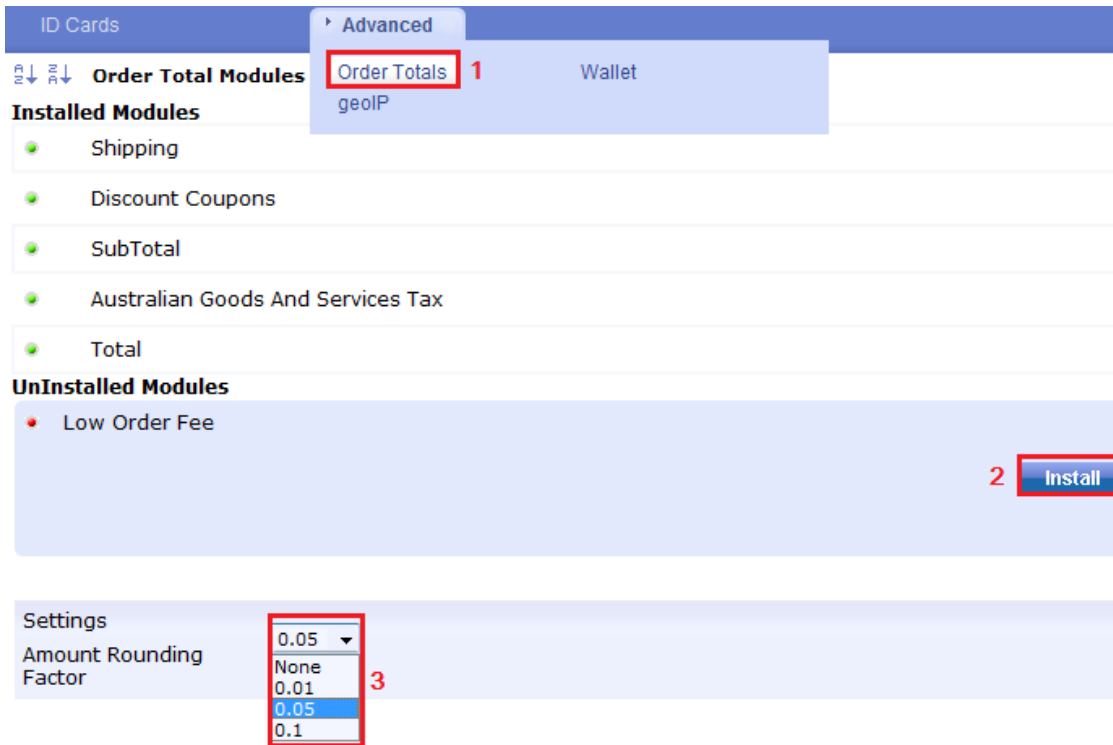 ID Cards
Advanced
Order Totals 1 Wallet
geoIP
Order Total Modules
Installed Modules
Shipping
Discount Coupons
SubTotal
Australian Goods And Services Tax
Total
UnInstalled Modules
Low Order Fee
2 Install
Settings
Amount Rounding
Factor
0.05
None
0.01
0.05
0.1
3